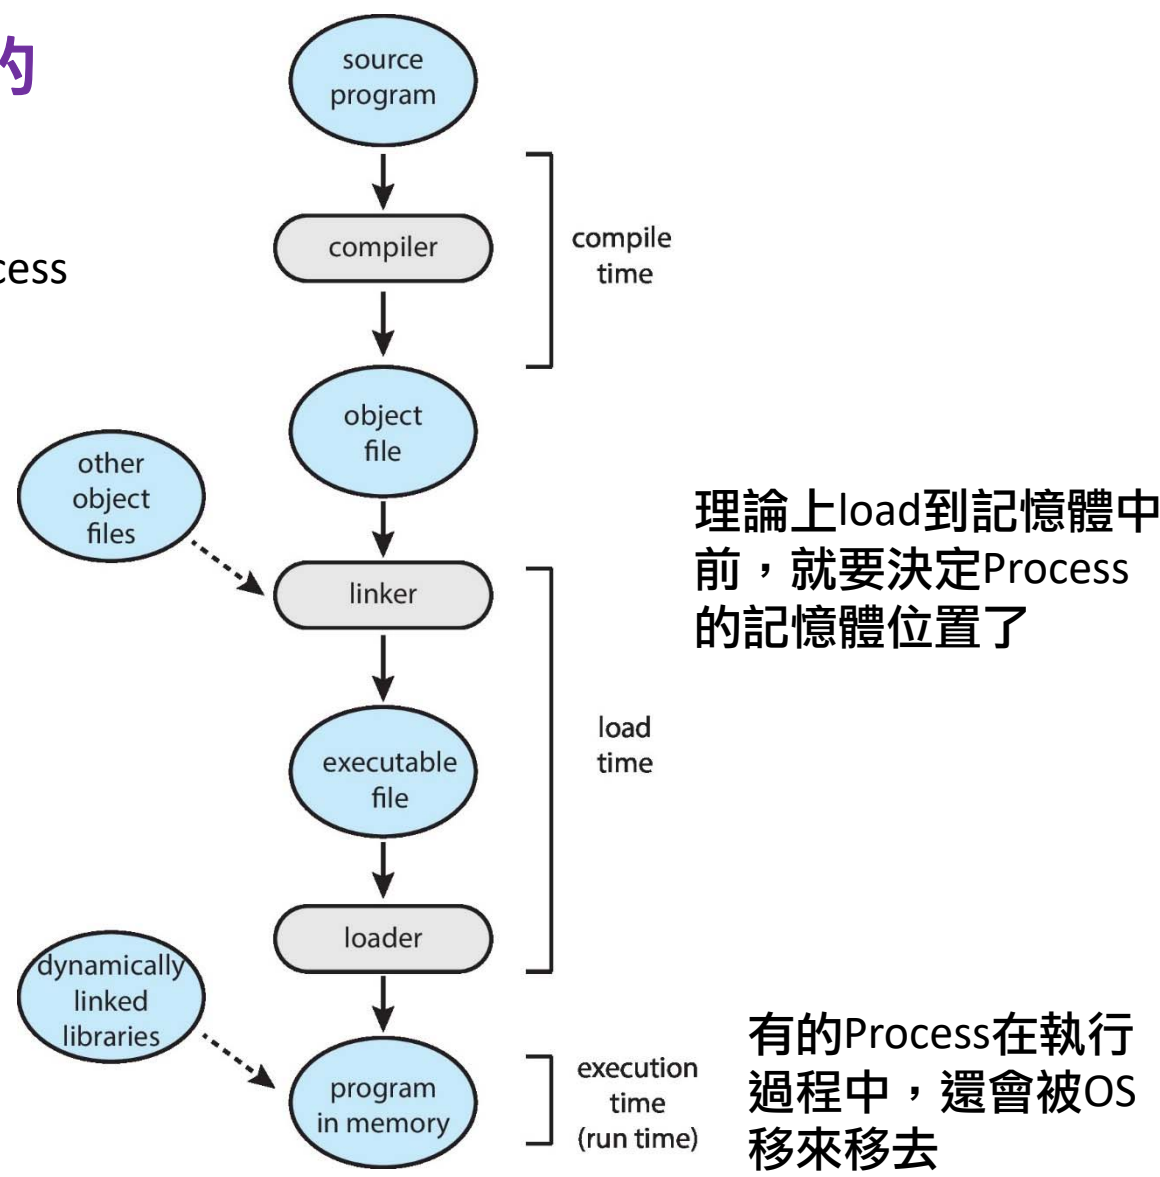 的
source
program
compiler
compile
time
cess
object
file
other
object
files
理論上load到記憶體中
前，就要決定Process
的記憶體位置了
linker
load
time
executable
file
loader
dynamically
linked
libraries
有的Process在執行
過程中，還會被OS
移來移去
execution
time
(run time)
program
in memory